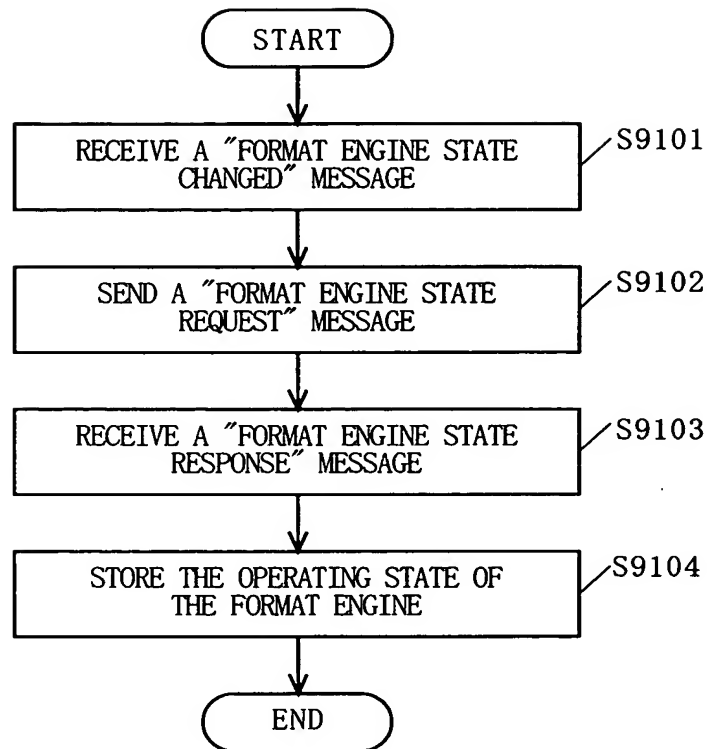 START
RECEIVE A "FORMAT ENGINE STATE
CHANGED" MESSAGE
S9101
SEND A "FORMAT ENGINE STATE
REQUEST" MESSAGE
S9102
RECEIVE A "FORMAT ENGINE STATE
RESPONSE" MESSAGE
S9103
STORE THE OPERATING STATE OF
THE FORMAT ENGINE
S9104
END